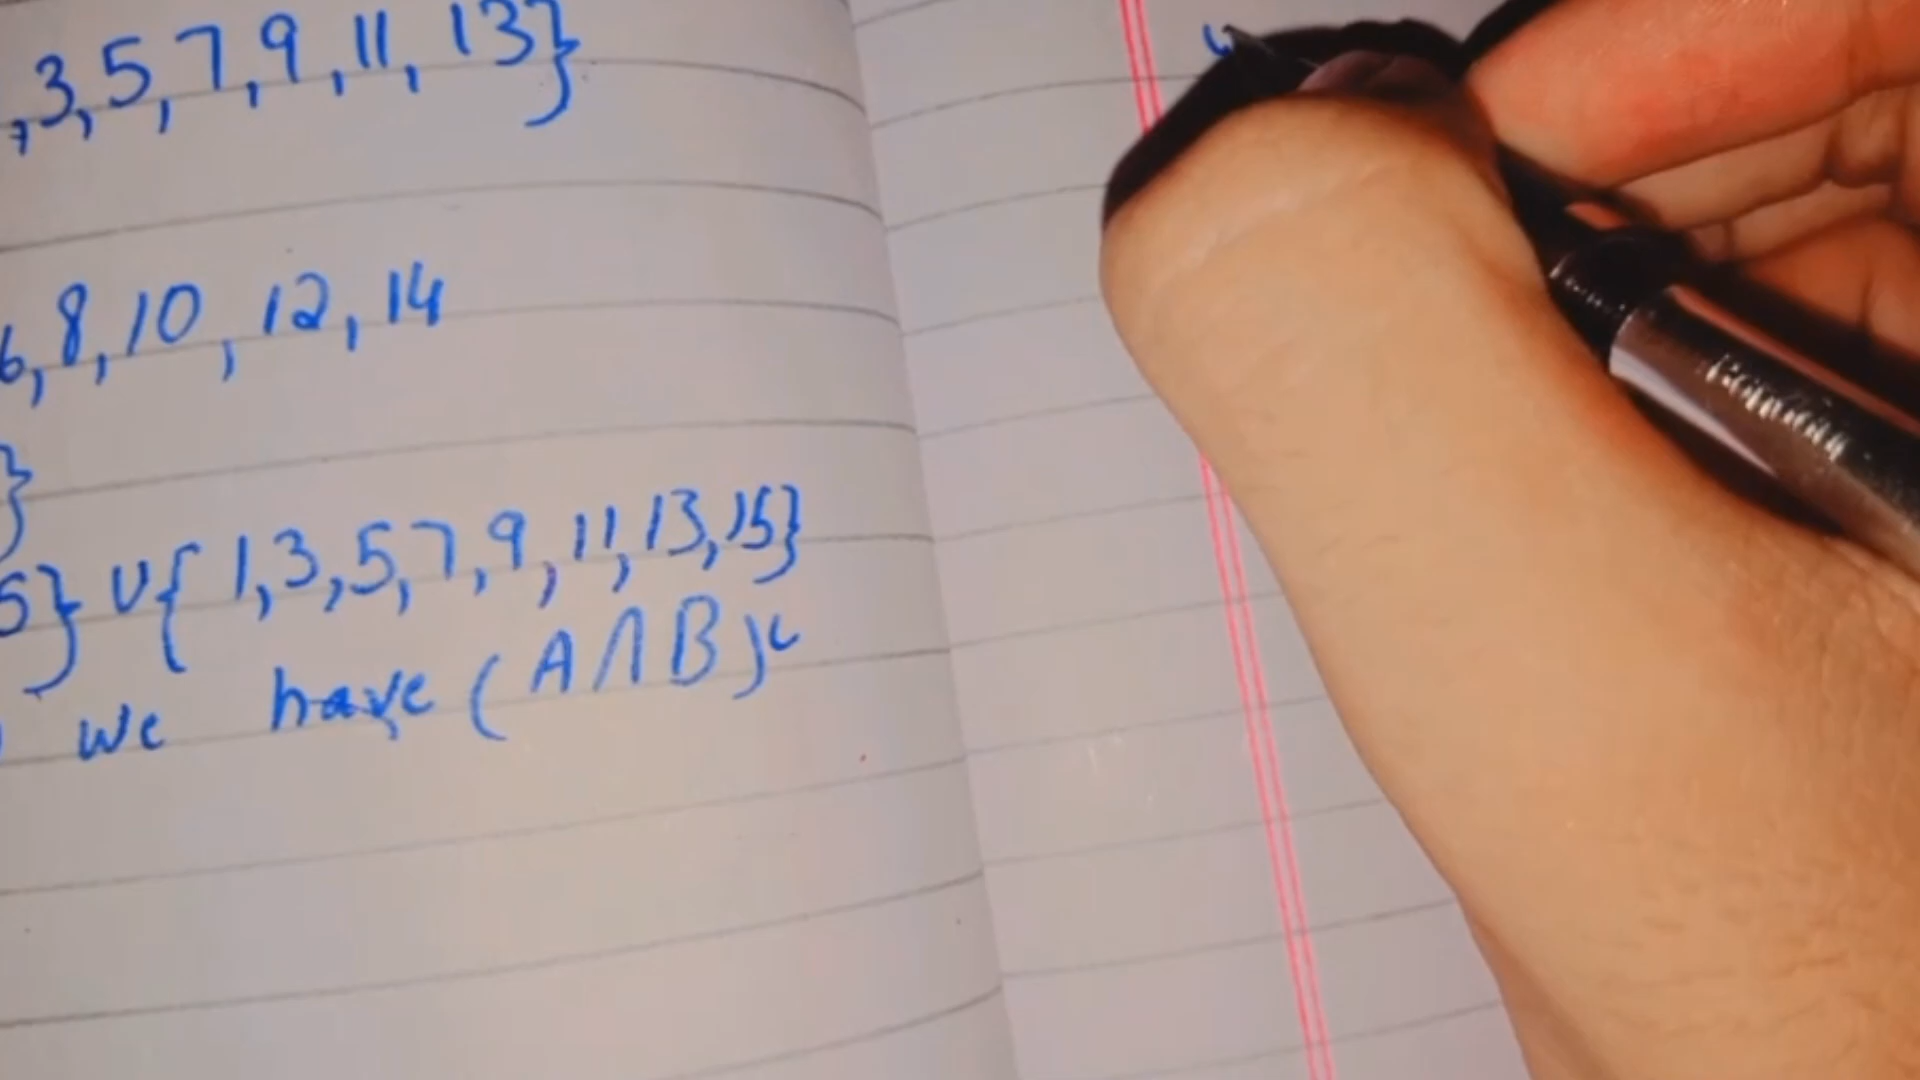 ,3,5,7,9,11,13}
6,8,10,12,14
}
5}∪{1,3,5,7,9,11,13,15}
we have (A∩B)c